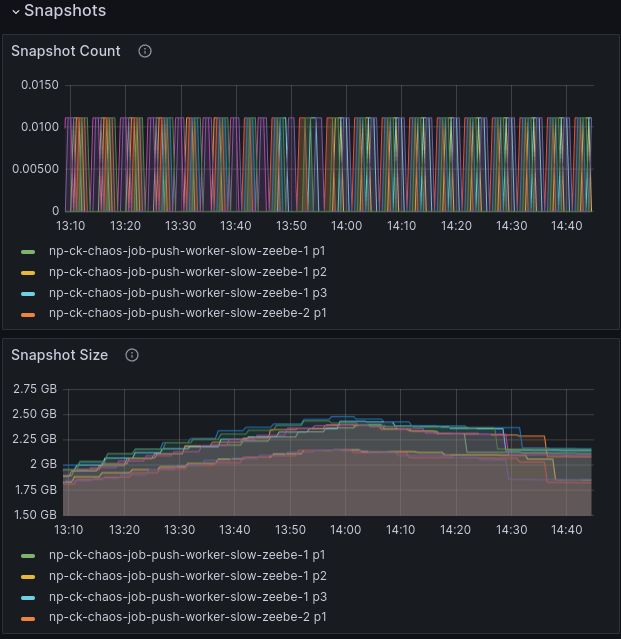 Snapshots
Snapshot Count
0.0150
0.0100
0.00500
0
13:10 13:20 13:30 13:40 13:50 14:00 14:10 14:20 14:30 14:40
np-ck-chaos-job-push-worker-slow-zeebe-1 p1
np-ck-chaos-job-push-worker-slow-zeebe-1 p2
np-ck-chaos-job-push-worker-slow-zeebe-1 p3
np-ck-chaos-job-push-worker-slow-zeebe-2 p1
Snapshot Size
2.75 GB
2.50 GB
2.25 GB
2 GB
1.75 GB
1.50 GB
13:10 13:20 13:30 13:40 13:50 14:00 14:10 14:20 14:30 14:40
np-ck-chaos-job-push-worker-slow-zeebe-1 p1
np-ck-chaos-job-push-worker-slow-zeebe-1 p2
np-ck-chaos-job-push-worker-slow-zeebe-1 p3
np-ck-chaos-job-push-worker-slow-zeebe-2 p1